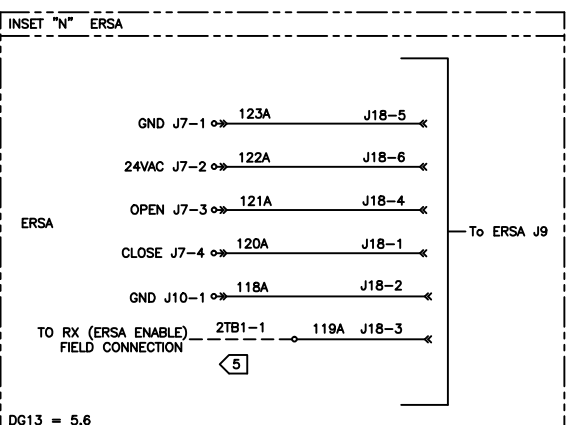 INSET "N" ERSA
GND J7-1 123A J18-5
24VAC J7-2 122A J18-6
OPEN J7-3 121A J18-4
ERSA
To ERSA J9
CLOSE J7-4 120A J18-1
GND J10-1 118A J18-2
TO RX (ERSA ENABLE) 2TB1-1 119A J18-3
FIELD CONNECTION
5
DG13 = 5,6